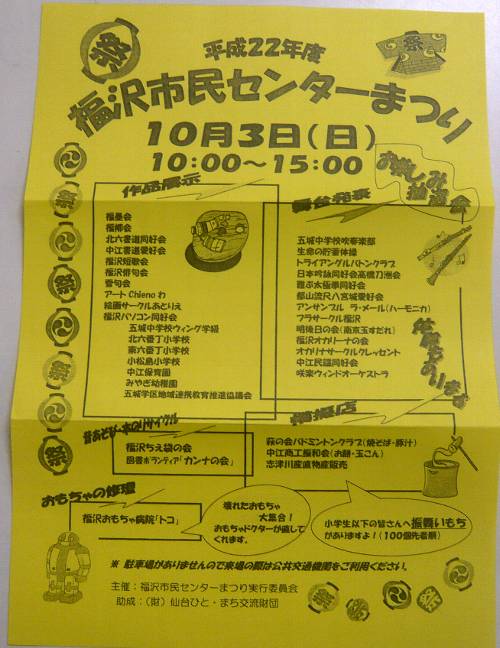 祭
祭
平成22年度
福沢市民センターまつり
10月3日(日)
10:00～15:00
お楽しみ
抽選会
作品展示
福墨会
福柳会
北六書道同好会
中江書道愛好会
福沢短歌会
福沢俳句会
萱句会
アート Chieno わ
絵画サークルあとりえ
福沢パソコン同好会
五城中学校ウィング学級
北六番丁小学校
東六番丁小学校
小松島小学校
中江保育園
みやぎ幼稚園
五城学区地域連携教育推進協議会
舞台発表
五城中学校吹奏楽部
生命の貯蓄体操
トライアングルバトンクラブ
日本吟詠同好会高橋刀洲会
雅ぶ太極拳同好会
都山流尺八宮城愛好会
アンサンブル ラ・メール(ハーモニカ)
フラサークル福沢
明後日の会(南京玉すだれ)
福沢オカリナの会
オカリナサークルクレッセント
中江民謡同好会
咲楽ウィンドオーケストラ
昔あそび～本のリサイクル
福沢ちえ袋の会
図書ボランティア「カンナの会」
模擬店
萩の会バドミントンクラブ(焼そば・豚汁)
中江商工振和会(お餅・玉こん)
志津川産直物産販売
おもちゃの修理
福沢おもちゃ病院「トコ」
壊れたおもちゃ
大集合！
おもちゃドクターが直して
くれます。
小学生以下の皆さんへ 振舞いもち
がありますよ！(100個先着順)
※ 駐車場がありませんので来場の際は公共交通機関をご利用ください。
主催：福沢市民センターまつり実行委員会
助成：(財)仙台ひと・まち交流財団